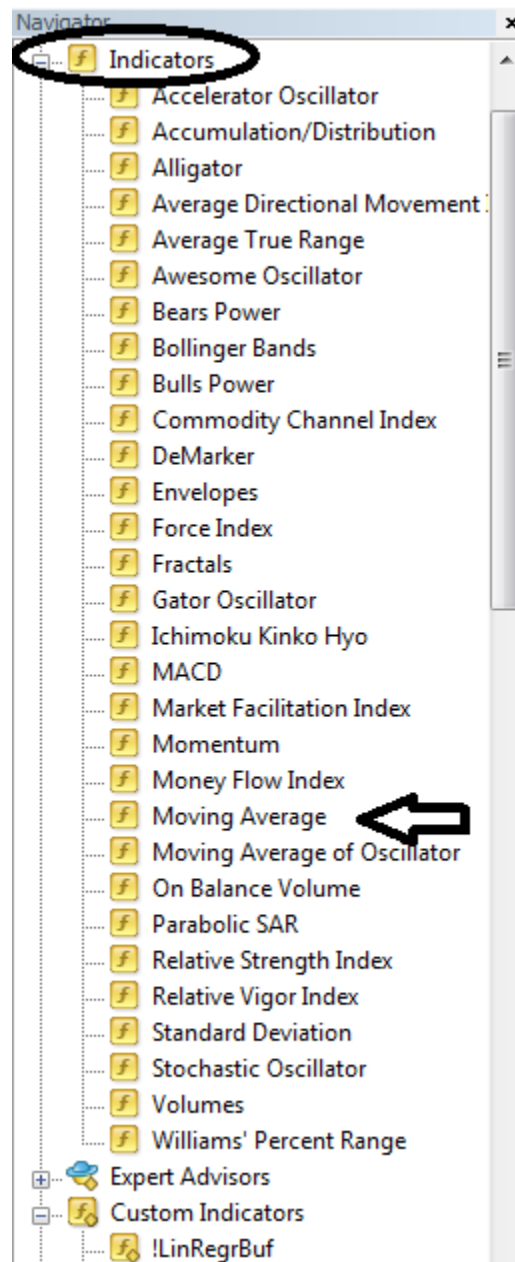 Navigator
Indicators
Accelerator Oscillator
Accumulation/Distribution
Alligator
Average Directional Movement
Average True Range
Awesome Oscillator
Bears Power
Bollinger Bands
Bulls Power
Commodity Channel Index
DeMarker
Envelopes
Force Index
Fractals
Gator Oscillator
Ichimoku Kinko Hyo
MACD
Market Facilitation Index
Momentum
Money Flow Index
Moving Average
Moving Average of Oscillator
On Balance Volume
Parabolic SAR
Relative Strength Index
Relative Vigor Index
Standard Deviation
Stochastic Oscillator
Volumes
Williams' Percent Range
Expert Advisors
Custom Indicators
!LinRegrBuf